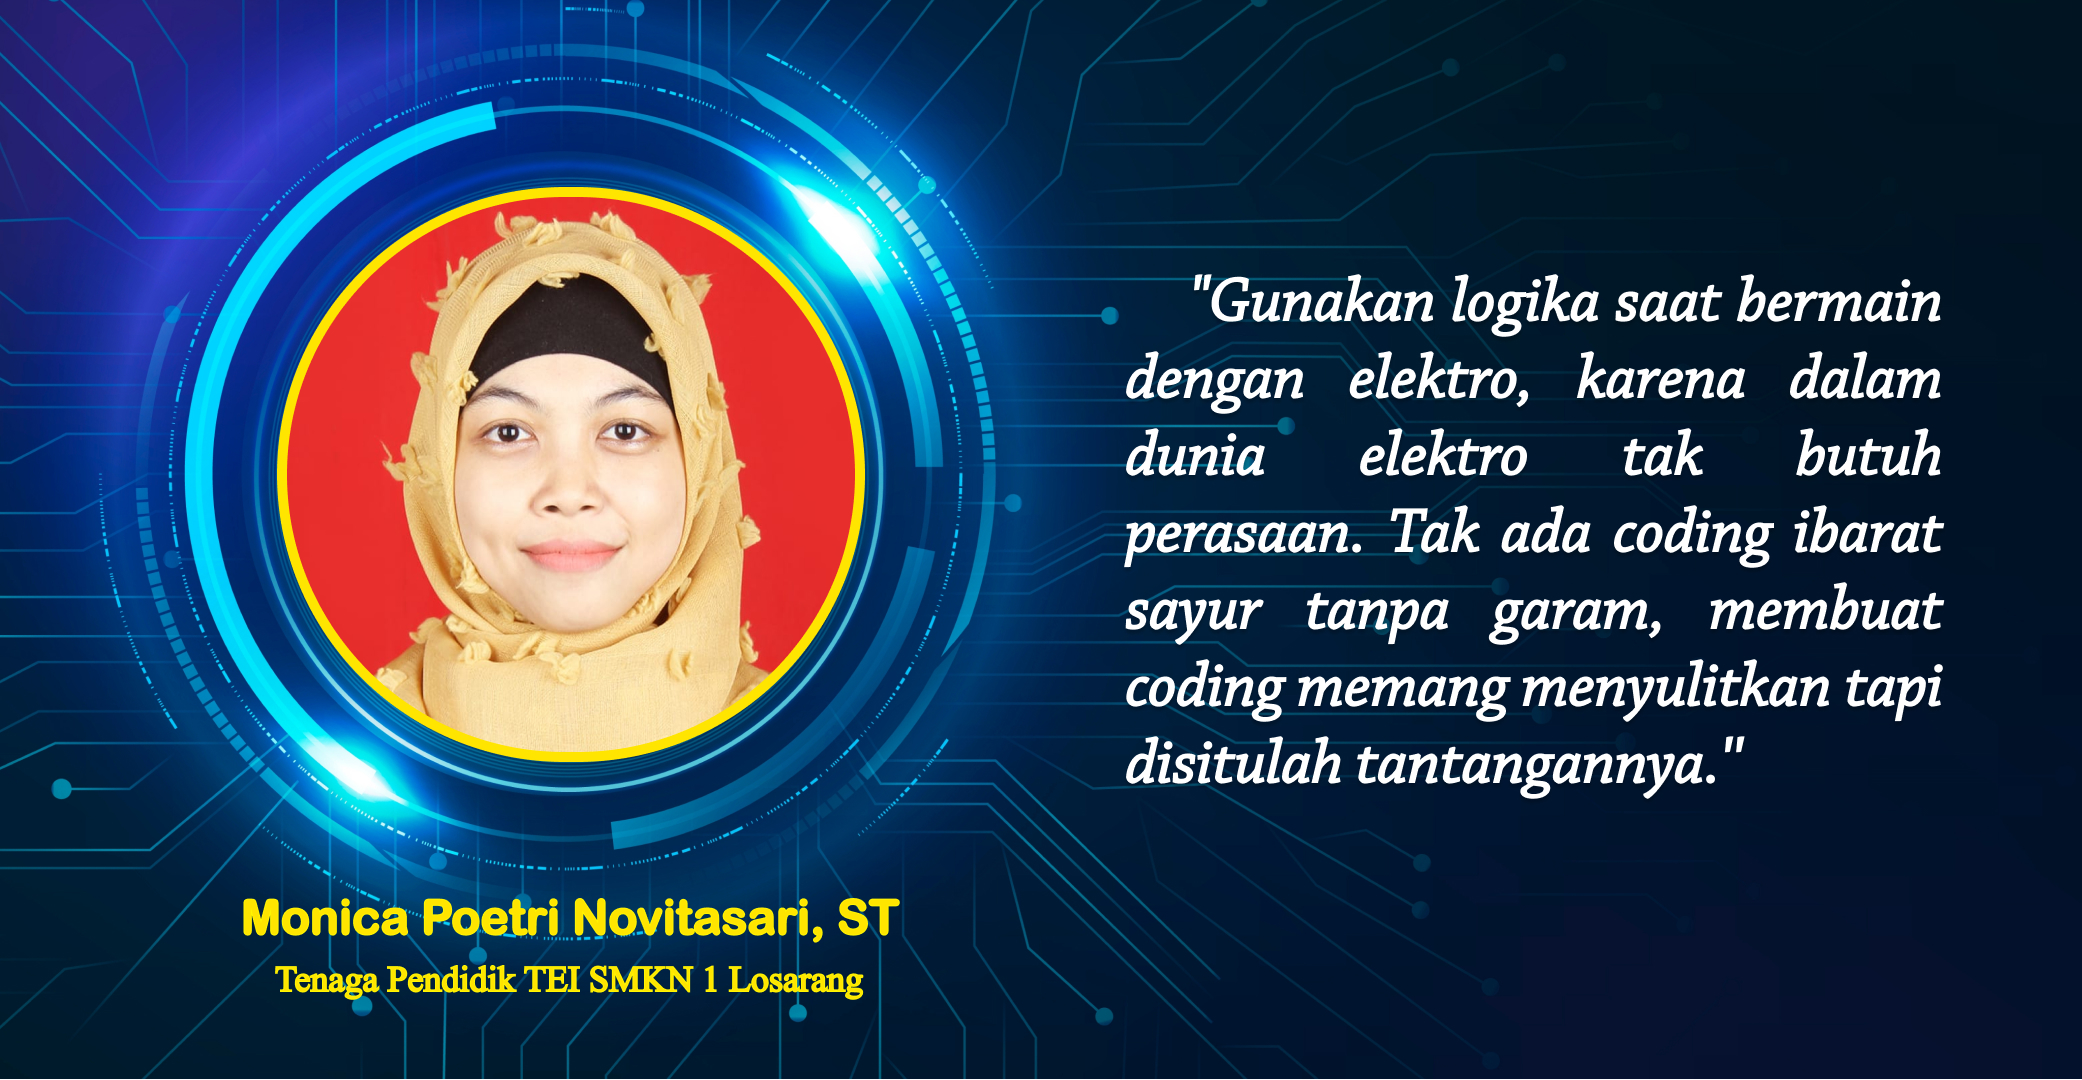 "Gunakan logika saat bermain
dengan elektro, karena dalam
dunia elektro tak butuh
perasaan. Tak ada coding ibarat
sayur tanpa garam, membuat
coding memang menyulitkan tapi
disitulah tantangannya."
Monica Poetri Novitasari, ST
Tenaga Pendidik TEI SMKN 1 Losarang